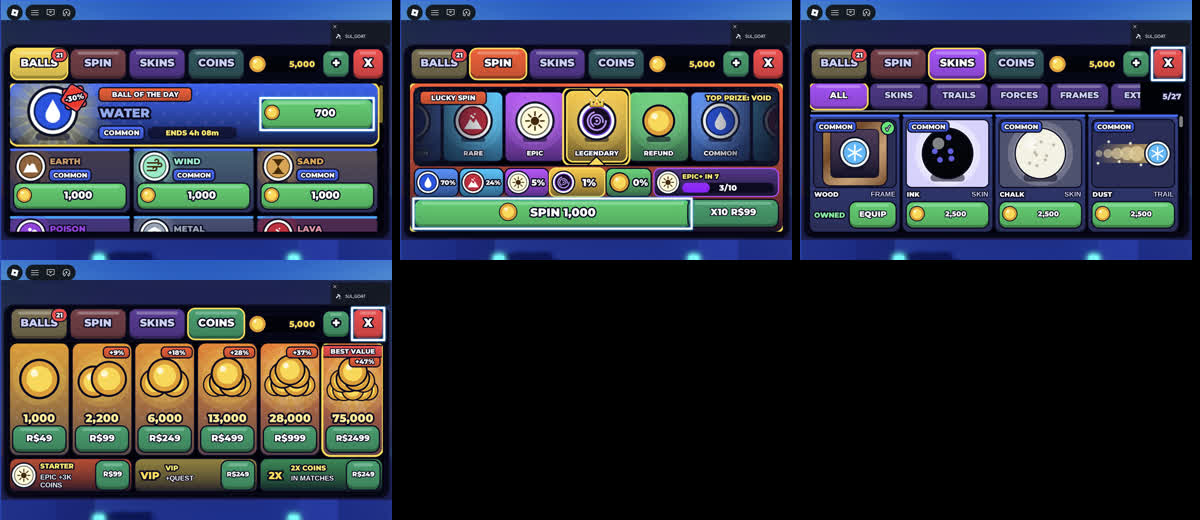 SUI_GOAT
BALLS 21 SPIN SKINS COINS 5,000 + X
-30% BALL OF THE DAY
WATER
COMMON ENDS 4h 08m
700
EARTH WIND SAND
COMMON COMMON COMMON
1,000 1,000 1,000
POISON METAL LAVA
SUI_GOAT
BALLS 21 SPIN SKINS COINS 5,000 + X
LUCKY SPIN TOP PRIZE: VOID
RARE EPIC LEGENDARY REFUND COMMON
70% 24% 5% 1% 0% EPIC+ IN 7
3/10
SPIN 1,000 X10 R$99
SUI_GOAT
BALLS 21 SPIN SKINS COINS 5,000 + X
ALL SKINS TRAILS FORCES FRAMES EXT 5/27
COMMON COMMON COMMON COMMON
WOOD FRAME INK SKIN CHALK SKIN DUST TRAIL
OWNED EQUIP 2,500 2,500 2,500
SUI_GOAT
BALLS 21 SPIN SKINS COINS 5,000 + X
+9% +18% +28% +37% BEST VALUE
+47%
1,000 2,200 6,000 13,000 28,000 75,000
R$49 R$99 R$249 R$499 R$999 R$2499
STARTER
EPIC +3K
COINS
R$99
VIP
VIP
+QUEST
R$249
2X
2X COINS
IN MATCHES
R$249